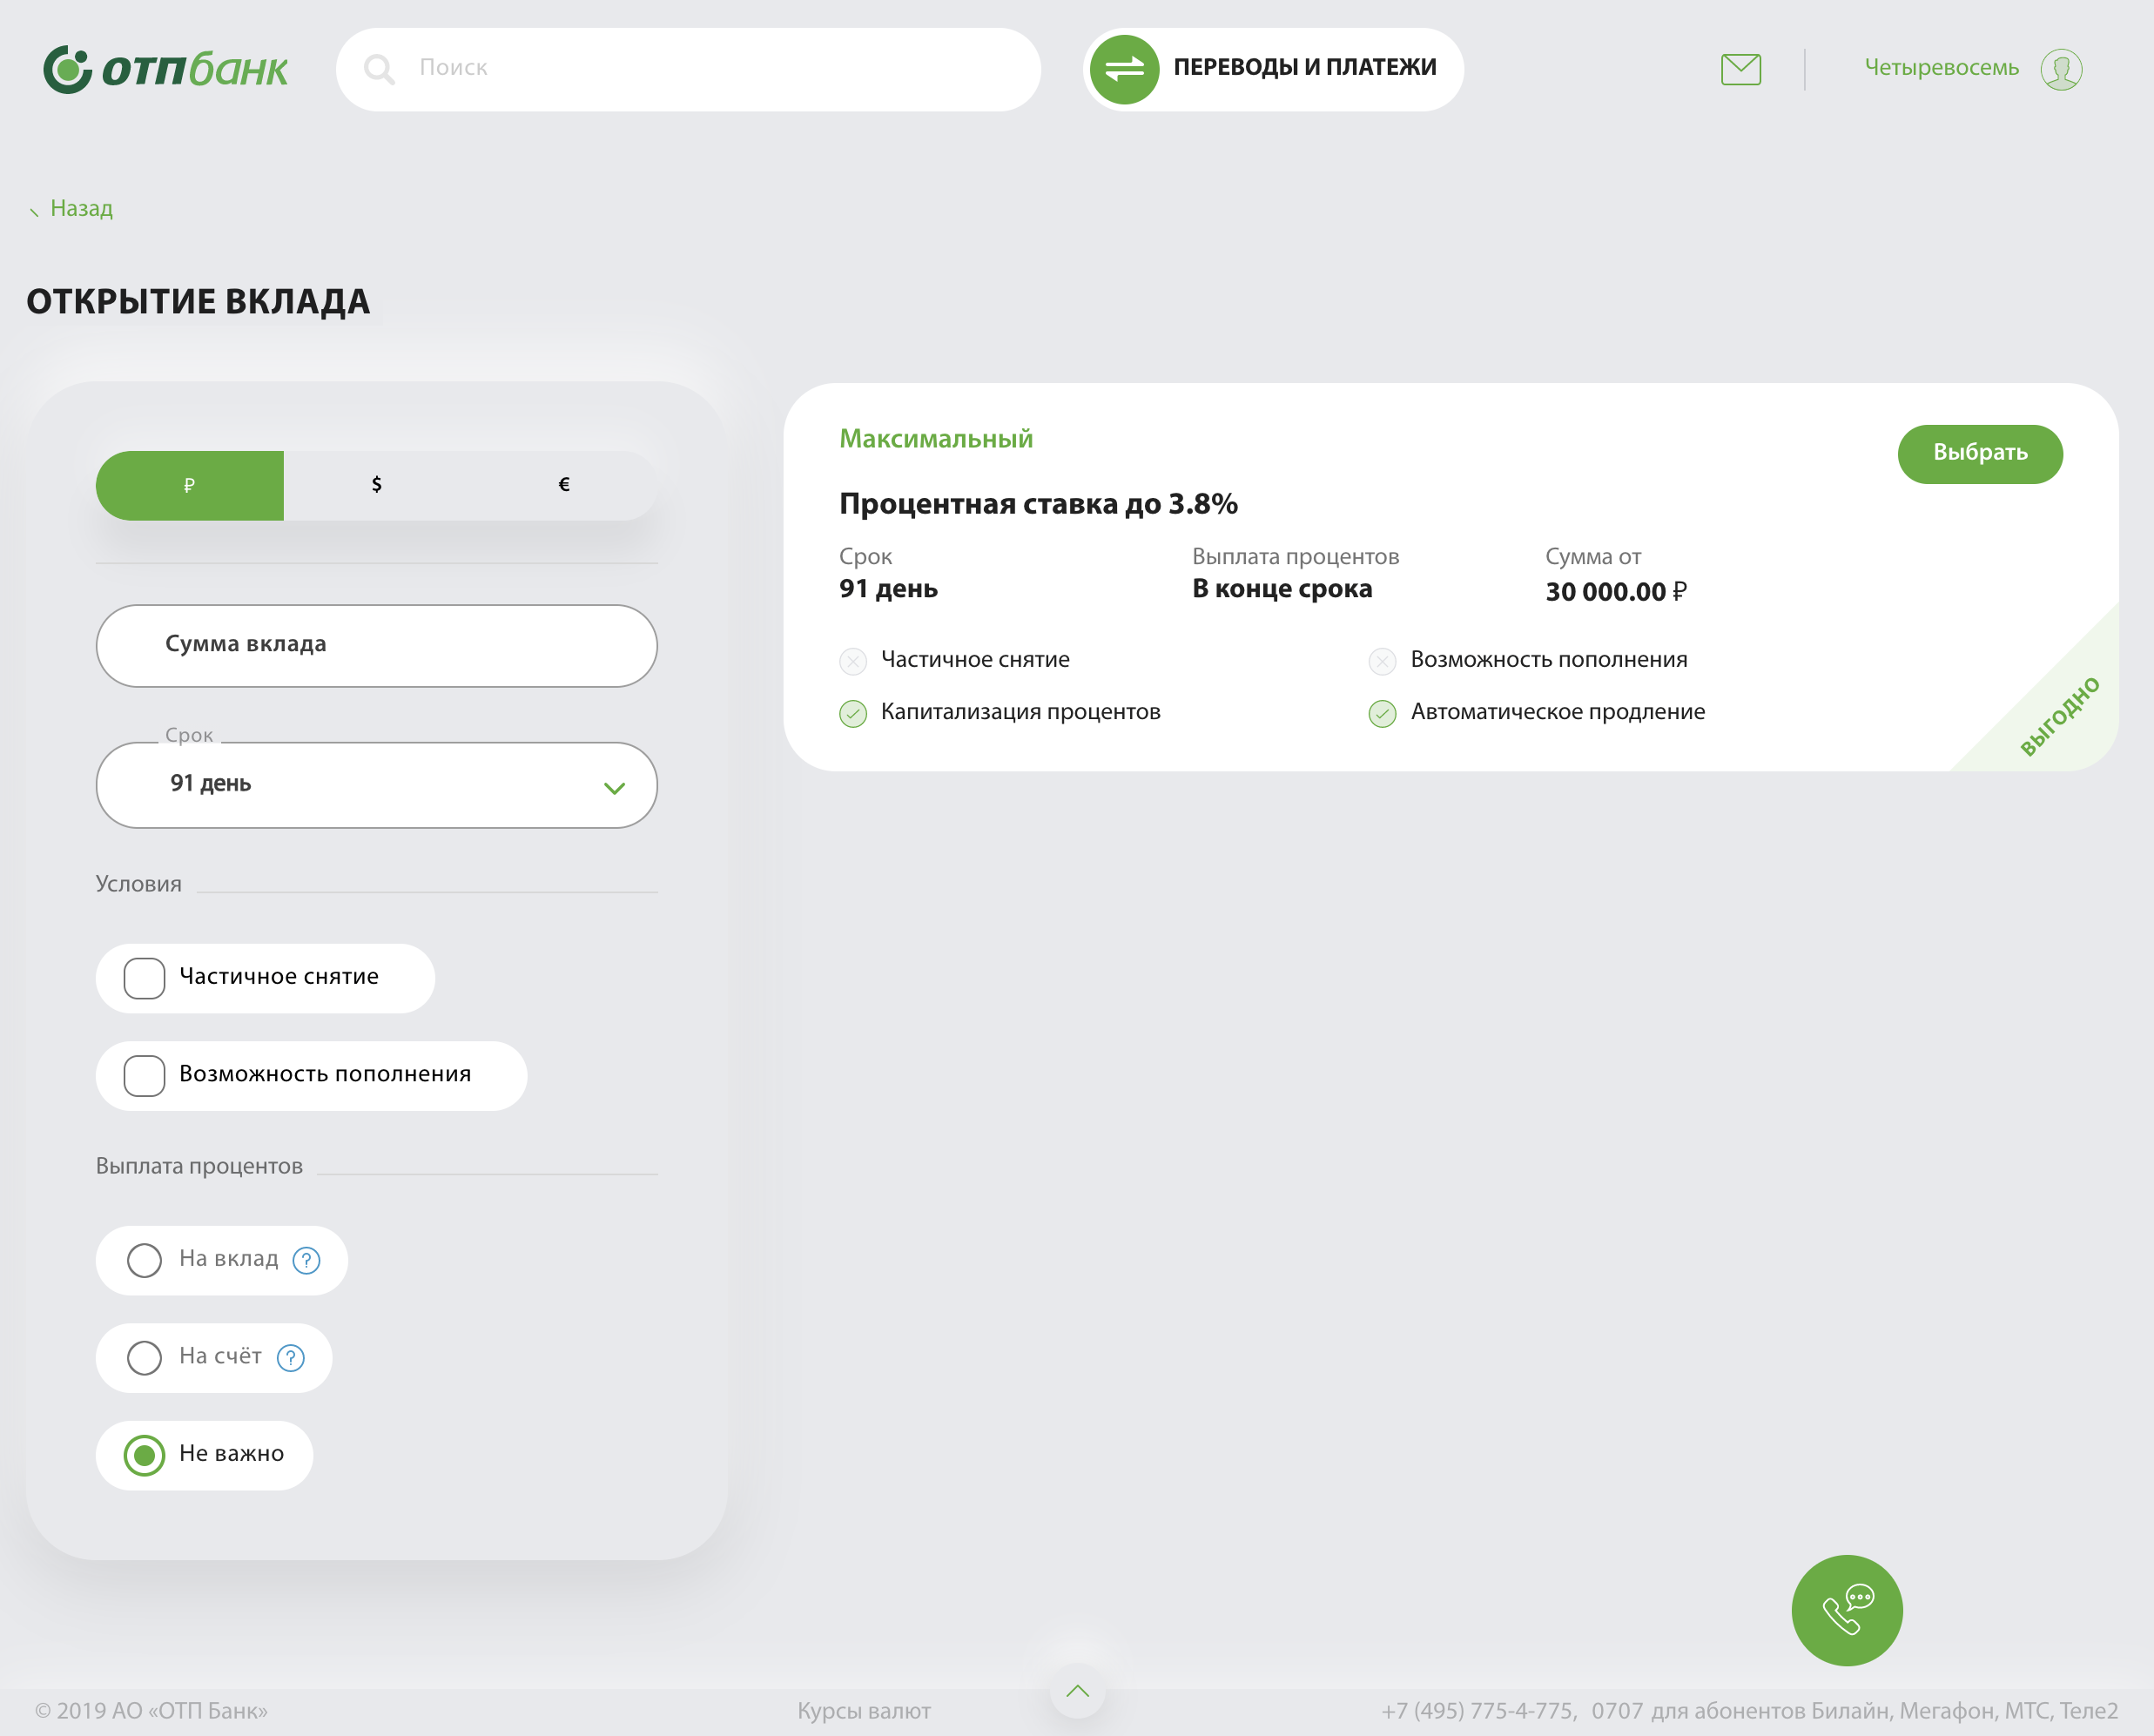 ОТПбанк
Поиск
ПЕРЕВОДЫ И ПЛАТЕЖИ
Четыревосемь
Назад
ОТКРЫТИЕ ВКЛАДА
₽ $ €
Сумма вклада
Срок
91 день
Условия
Частичное снятие
Возможность пополнения
Выплата процентов
На вклад ?
На счёт ?
Не важно
Максимальный
Выбрать
Процентная ставка до 3.8%
Срок Выплата процентов Сумма от
91 день В конце срока 30 000.00 ₽
Частичное снятие Возможность пополнения
Капитализация процентов Автоматическое продление
ВЫГОДНО
© 2019 АО «ОТП Банк» Курсы валют +7 (495) 775-4-775, 0707 для абонентов Билайн, Мегафон, МТС, Теле2